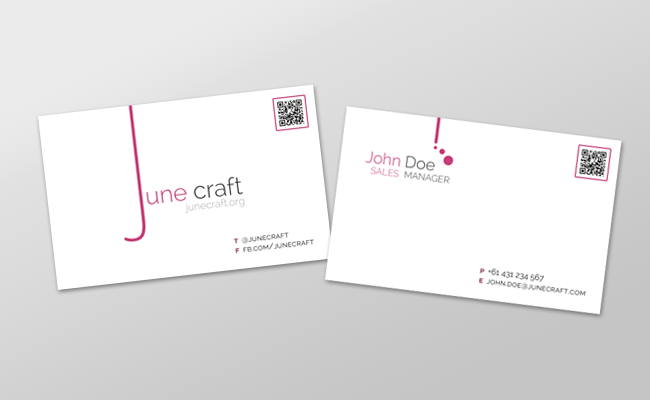 June craft
junecraft.org
T @JUNECRAFT
F FB.COM/JUNECRAFT
John Doe
SALES MANAGER
P +61 431 234 567
E JOHN.DOE@JUNECRAFT.COM